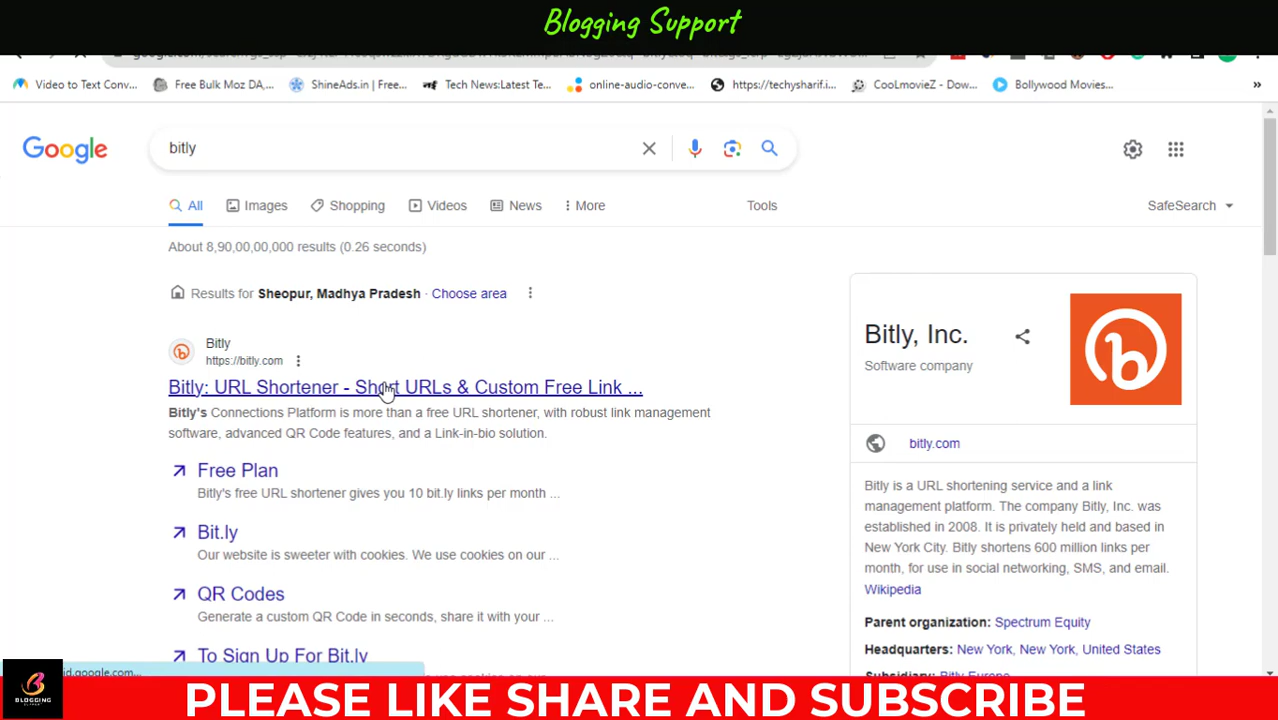 Blogging Support
Video to Text Conv...
Free Bulk Moz DA,...
ShineAds.in | Free...
Tech News:Latest Te...
online-audio-conve...
https://techysharif.i...
CooLmovieZ - Dow...
Bollywood Movies...
»
Google
bitly
All
Images
Shopping
Videos
News
More
Tools
SafeSearch
About 8,90,00,00,000 results (0.26 seconds)
Results for Sheopur, Madhya Pradesh · Choose area
Bitly
https://bitly.com
Bitly: URL Shortener - Short URLs & Custom Free Link ...
Bitly's Connections Platform is more than a free URL shortener, with robust link management
software, advanced QR Code features, and a Link-in-bio solution.
Free Plan
Bitly's free URL shortener gives you 10 bit.ly links per month ...
Bit.ly
Our website is sweeter with cookies. We use cookies on our ...
QR Codes
Generate a custom QR Code in seconds, share it with your ...
To Sign Up For Bit.ly
Bitly, Inc.
Software company
bitly.com
Bitly is a URL shortening service and a link
management platform. The company Bitly, Inc. was
established in 2008. It is privately held and based in
New York City. Bitly shortens 600 million links per
month, for use in social networking, SMS, and email.
Wikipedia
Parent organization: Spectrum Equity
Headquarters: New York, New York, United States
Subsidiary: Bitly Europe
id.google.com...
BLOGGING
SUPPORT
PLEASE LIKE SHARE AND SUBSCRIBE